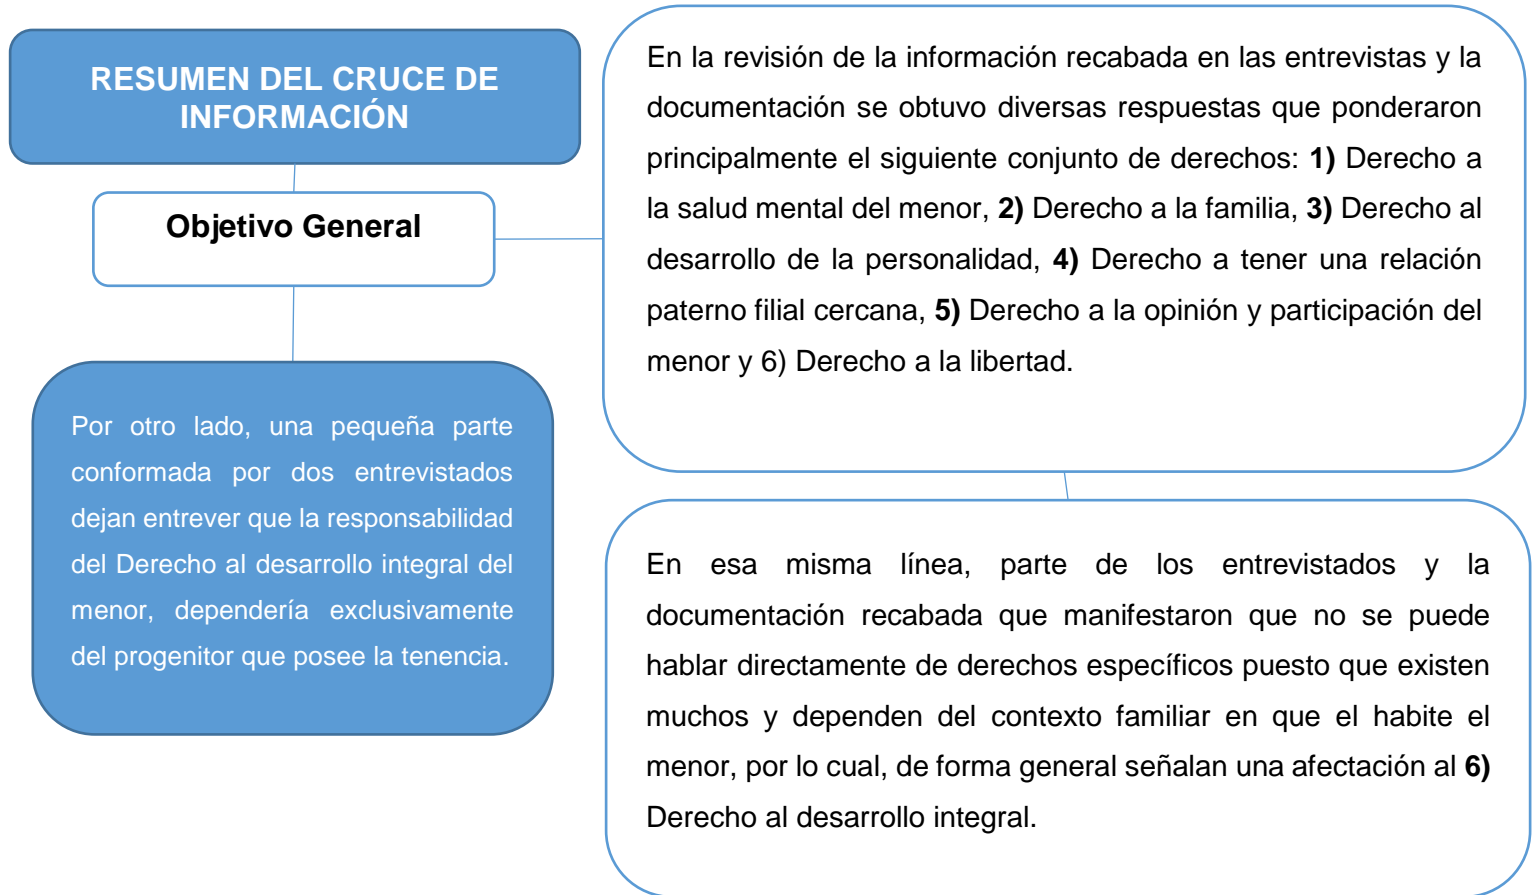 RESUMEN DEL CRUCE DE
INFORMACIÓN
Objetivo General
En la revisión de la información recabada en las entrevistas y la
documentación se obtuvo diversas respuestas que ponderaron
principalmente el siguiente conjunto de derechos: 1) Derecho a
la salud mental del menor, 2) Derecho a la familia, 3) Derecho al
desarrollo de la personalidad, 4) Derecho a tener una relación
paterno filial cercana, 5) Derecho a la opinión y participación del
menor y 6) Derecho a la libertad.
En esa misma línea, parte de los entrevistados y la
documentación recabada que manifestaron que no se puede
hablar directamente de derechos específicos puesto que existen
muchos y dependen del contexto familiar en que el habite el
menor, por lo cual, de forma general señalan una afectación al 6)
Derecho al desarrollo integral.
Por otro lado, una pequeña parte
conformada por dos entrevistados
dejan entrever que la responsabilidad
del Derecho al desarrollo integral del
menor, dependería exclusivamente
del progenitor que posee la tenencia.